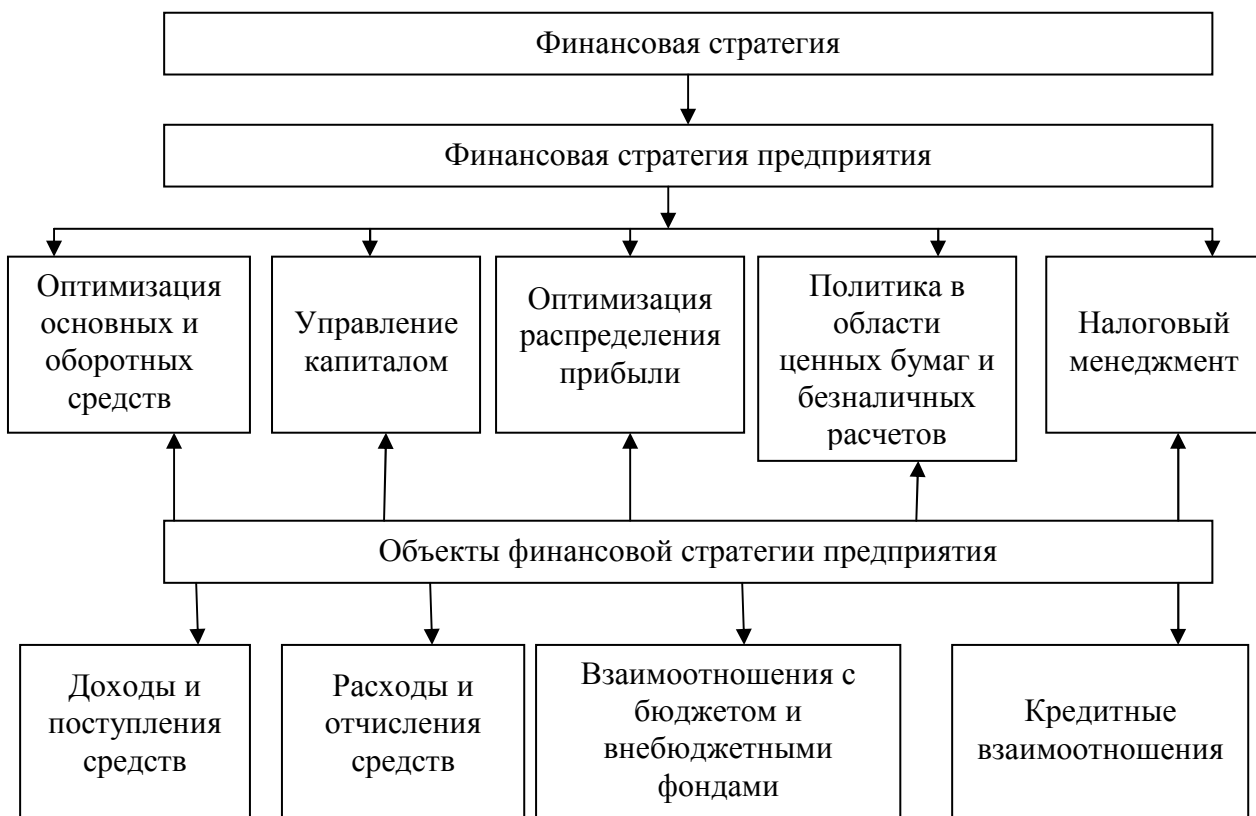 Финансовая стратегия
Финансовая стратегия предприятия
Оптимизация
основных и
оборотных
средств
Управление
капиталом
Оптимизация
распределения
прибыли
Политика в
области
ценных бумаг и
безналичных
расчетов
Налоговый
менеджмент
Объекты финансовой стратегии предприятия
Доходы и
поступления
средств
Расходы и
отчисления
средств
Взаимоотношения с
бюджетом и
внебюджетными
фондами
Кредитные
взаимоотношения